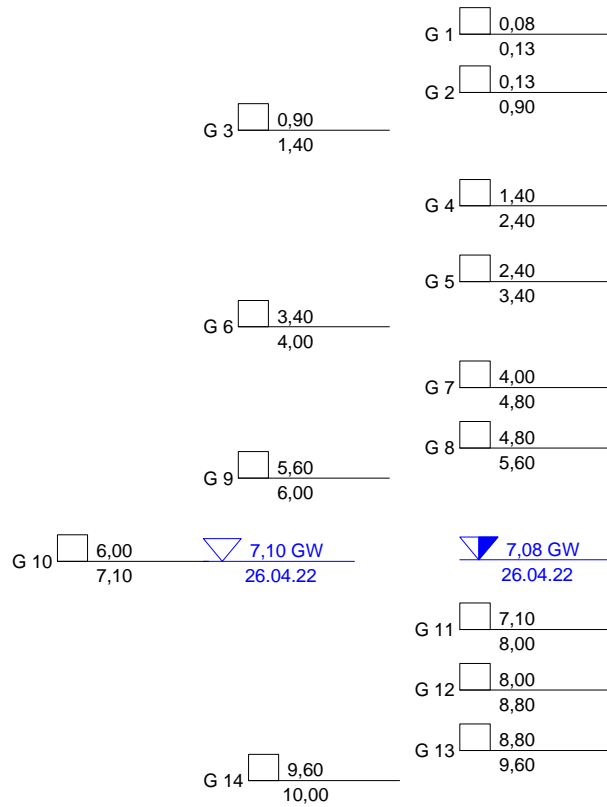 G 1 0,08
0,13
G 2 0,13
0,90
G 3 0,90
1,40
G 4 1,40
2,40
G 5 2,40
3,40
G 6 3,40
4,00
G 7 4,00
4,80
G 8 4,80
5,60
G 9 5,60
6,00
G 10 6,00
7,10
7,10 GW
26.04.22
7,08 GW
26.04.22
G 11 7,10
8,00
G 12 8,00
8,80
G 13 8,80
9,60
G 14 9,60
10,00